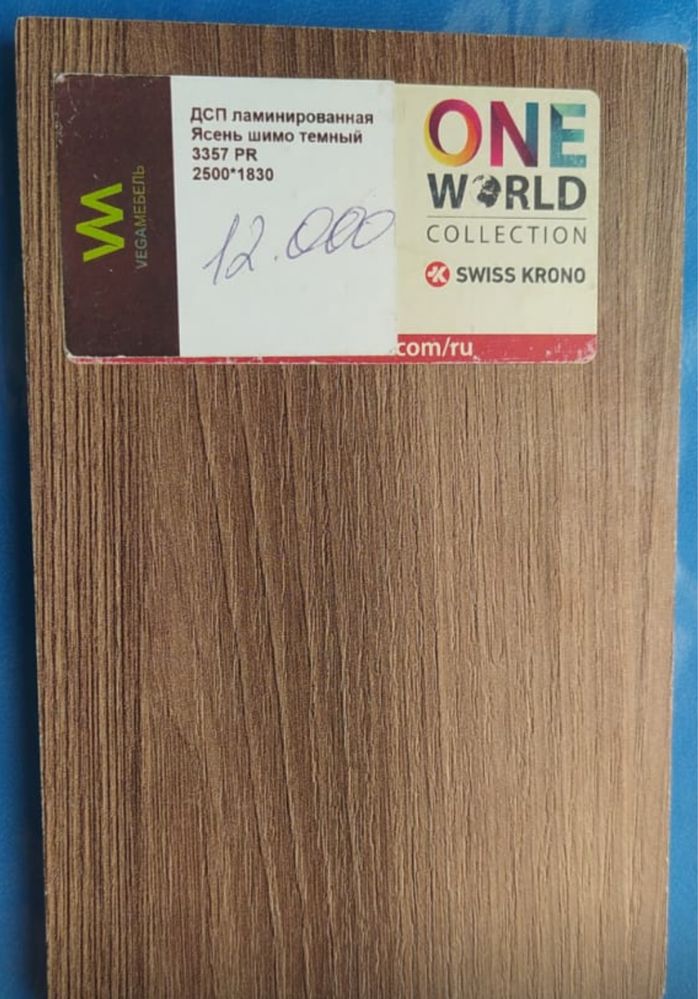 VM
VEGAМЕБЕЛЬ
ДСП ламинированная
Ясень шимо темный
3357 PR
2500*1830
12.000
ONE
WORLD
COLLECTION
SWISS KRONO
.com/ru